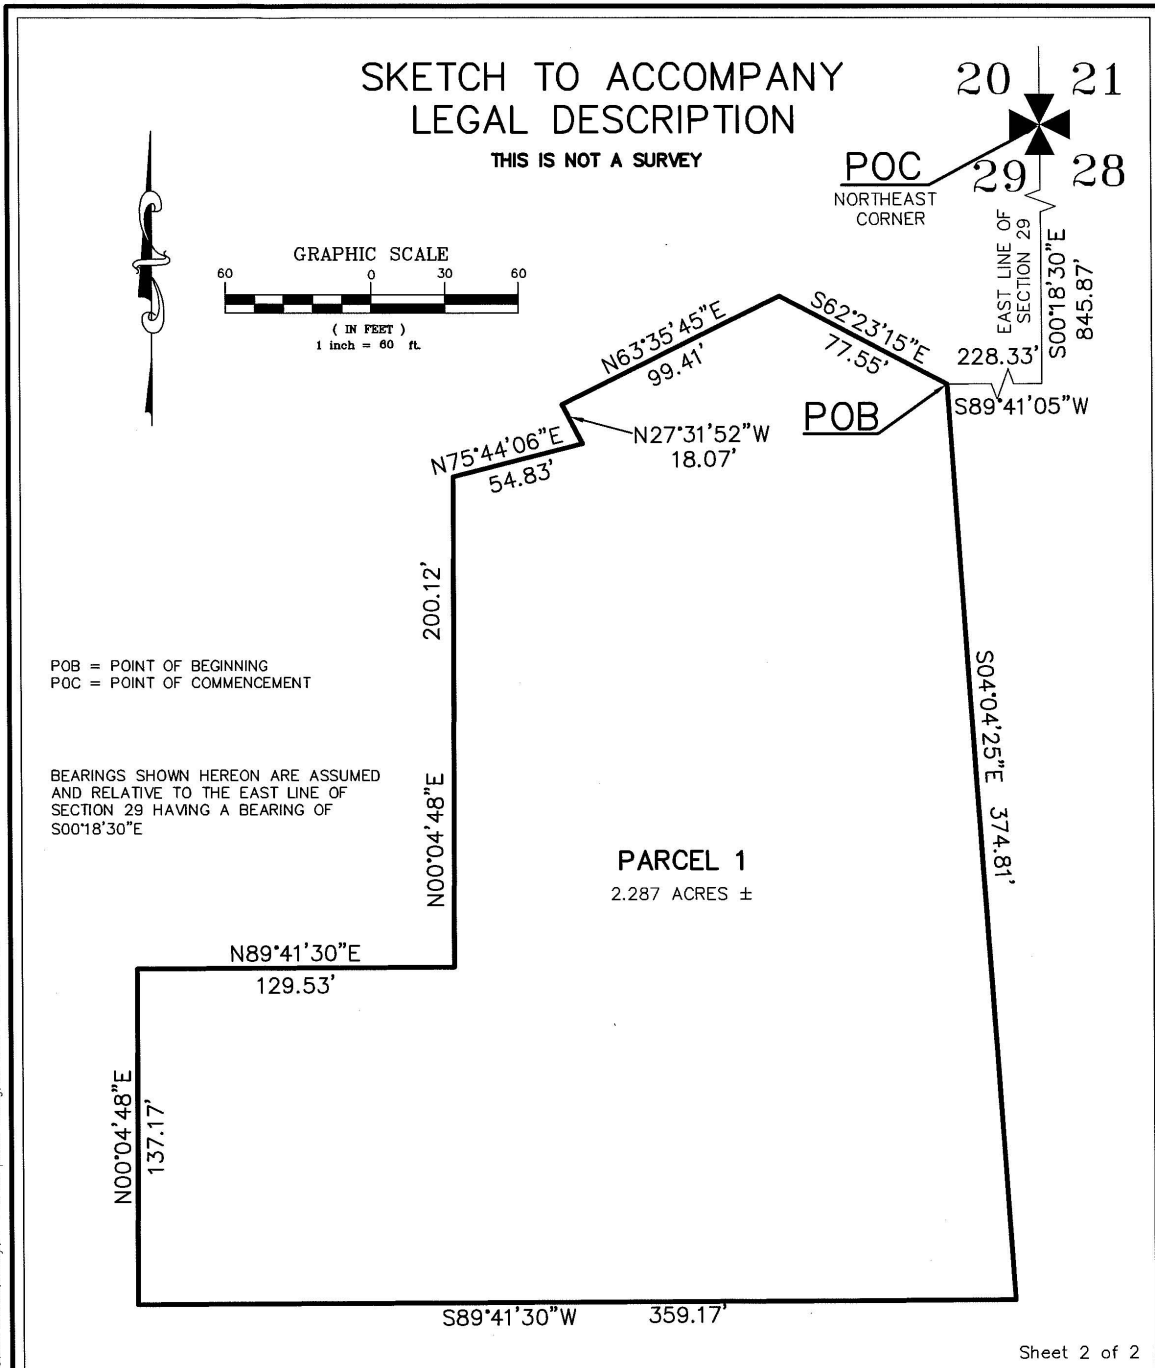 SKETCH TO ACCOMPANY
LEGAL DESCRIPTION
THIS IS NOT A SURVEY
20 21
29 28
POC
NORTHEAST
CORNER
EAST LINE OF
SECTION 29
S00°18'30"E
845.87'
GRAPHIC SCALE
60 0 30 60
( IN FEET )
1 inch = 60 ft.
N63°35'45"E
99.41'
S62°23'15"E
77.55'
228.33'
S89°41'05"W
POB
N27°31'52"W
18.07'
N75°44'06"E
54.83'
200.12'
N00°04'48"E
POB = POINT OF BEGINNING
POC = POINT OF COMMENCEMENT
BEARINGS SHOWN HEREON ARE ASSUMED
AND RELATIVE TO THE EAST LINE OF
SECTION 29 HAVING A BEARING OF
S00°18'30"E
S04°04'25"E 374.81'
PARCEL 1
2.287 ACRES ±
N89°41'30"E
129.53'
N00°04'48"E
137.17'
S89°41'30"W 359.17'
Sheet 2 of 2